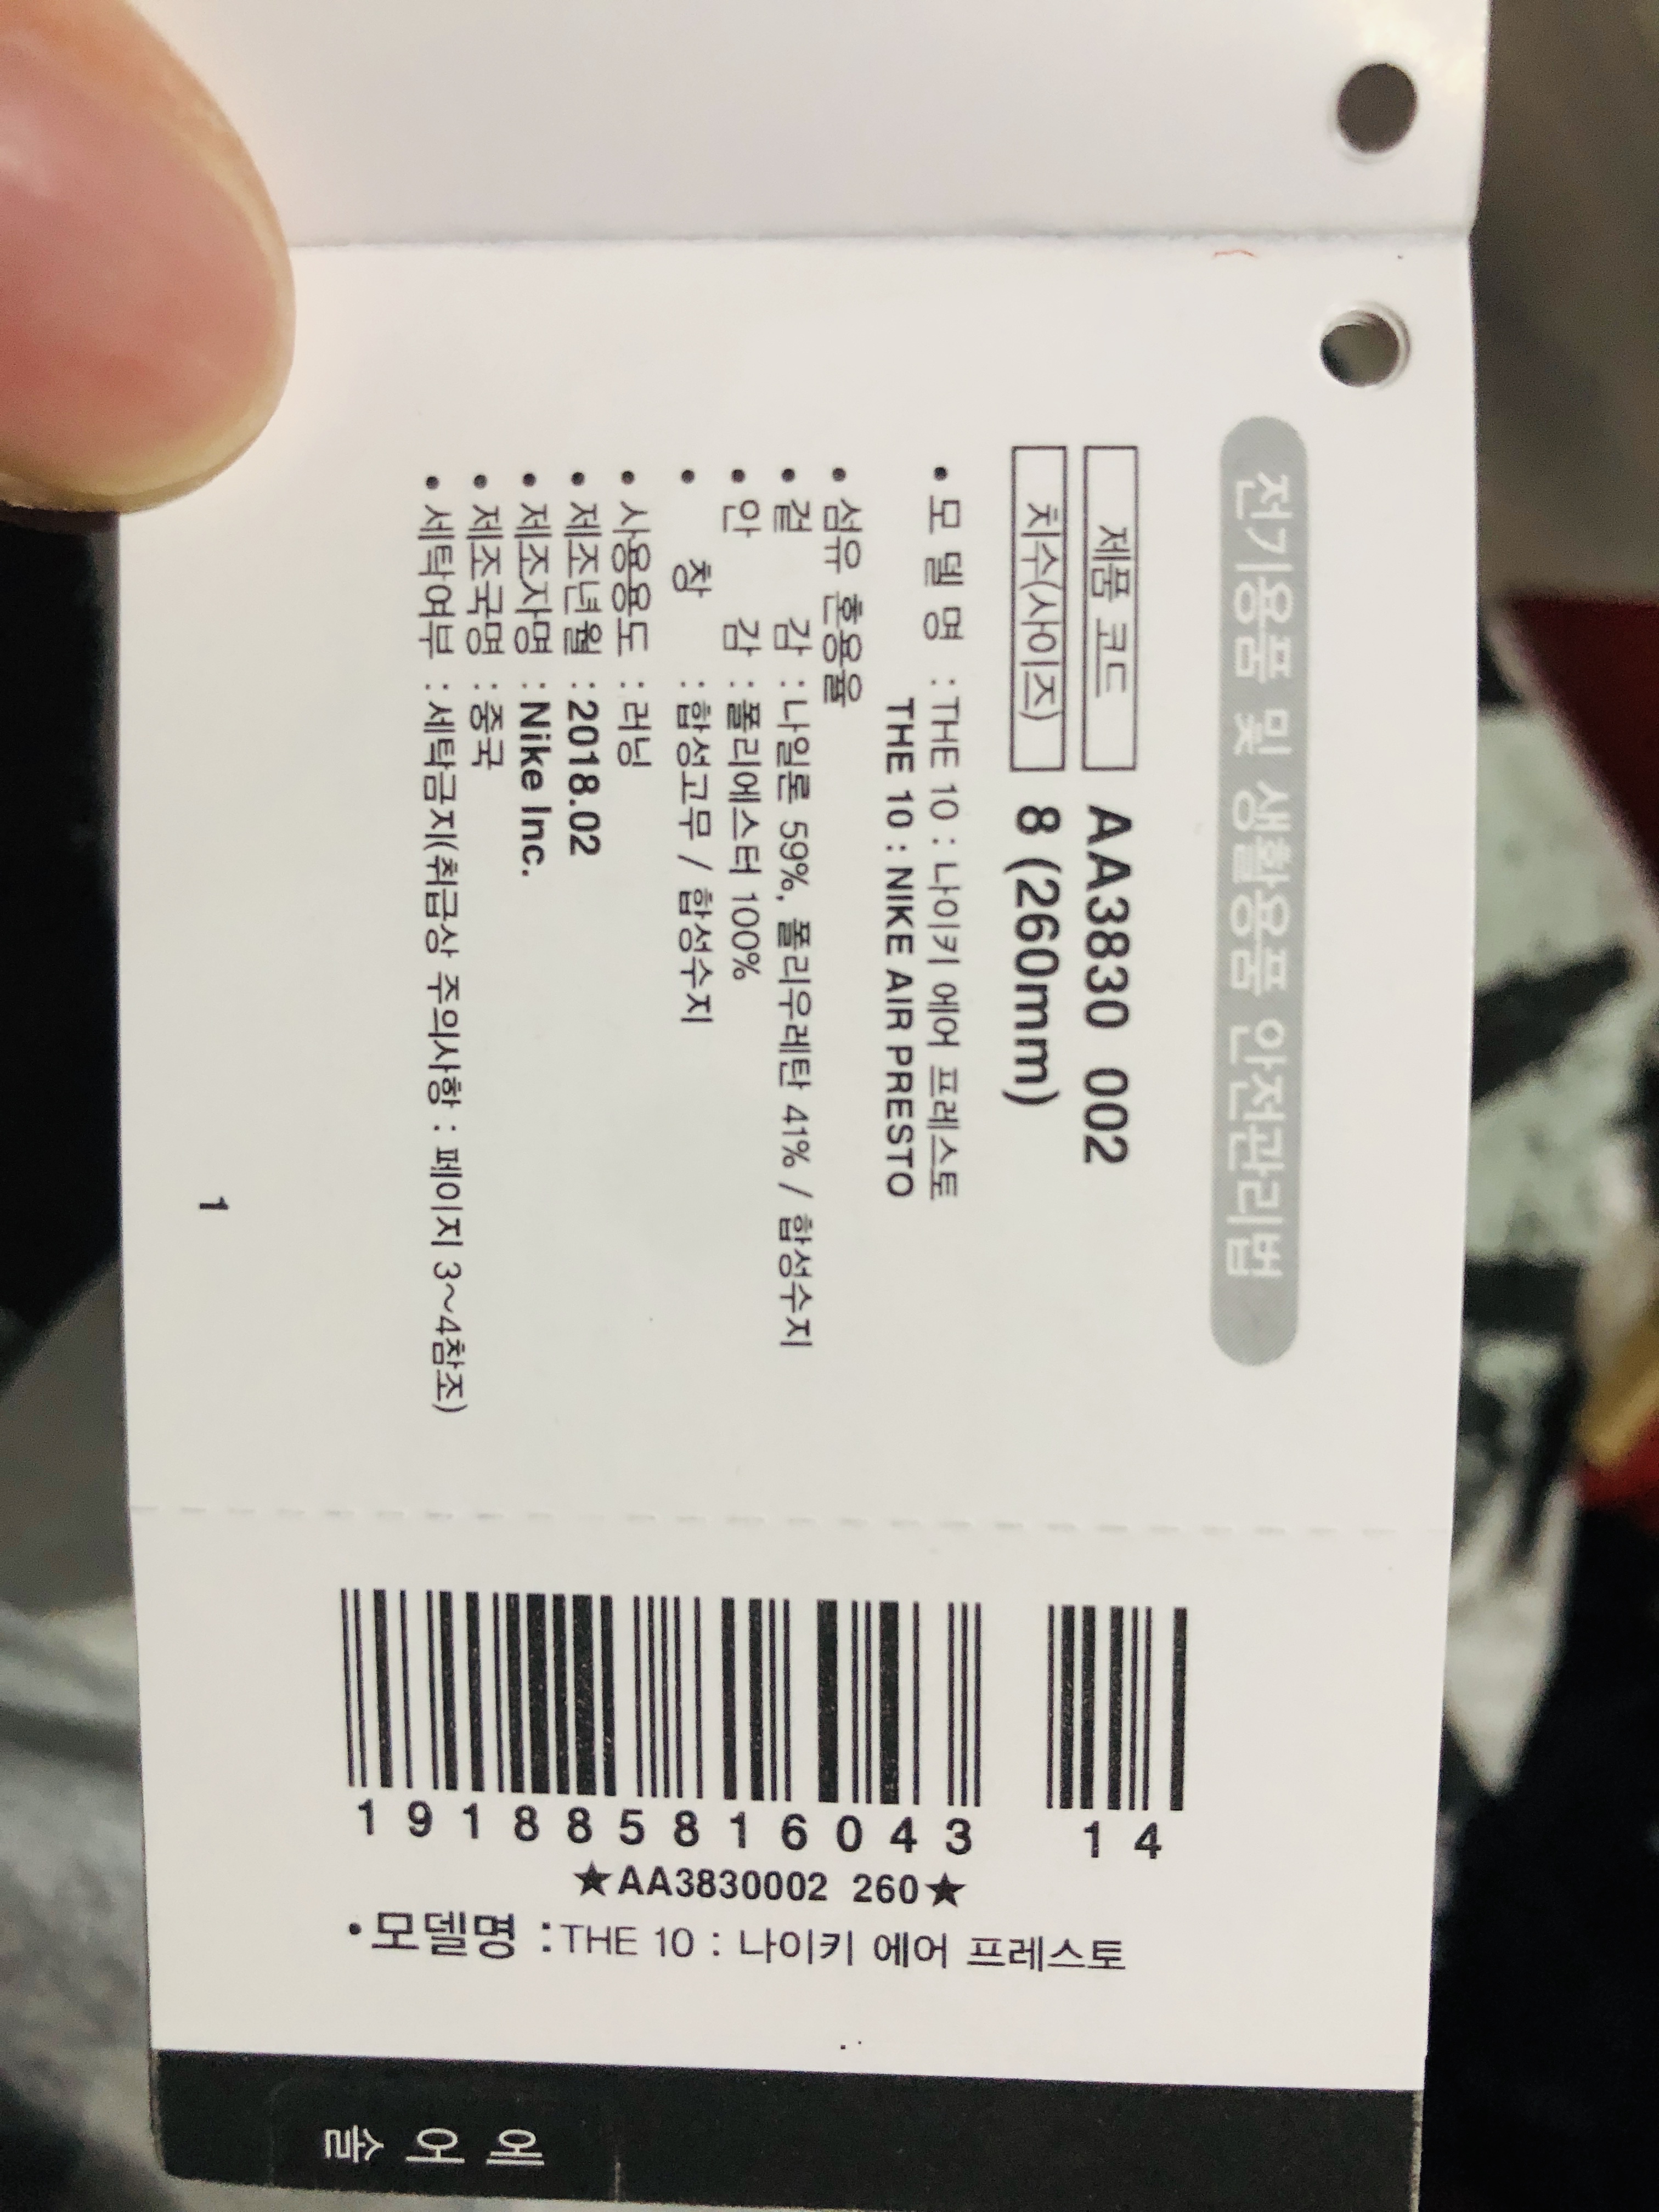 전기용품 및 생활용품 안전관리법
제품 코드 AA3830 002
치수(사이즈) 8 (260mm)
• 모 델 명 : THE 10 : 나이키 에어 프레스토
THE 10 : NIKE AIR PRESTO
• 섬유 혼용율
• 겉 감 : 나일론 59%, 폴리우레탄 41% / 합성수지
• 안 감 : 폴리에스터 100%
• 창 : 합성고무 / 합성수지
• 사용용도 : 러닝
• 제조년월 : 2018.02
• 제조자명 : Nike Inc.
• 제조국명 : 중국
• 세탁여부 : 세탁금지(취급상 주의사항 : 페이지 3~4참조)
1
191885816043 14
★AA3830002 260★
•모델명 :THE 10 : 나이키 에어 프레스토
에
어
솔